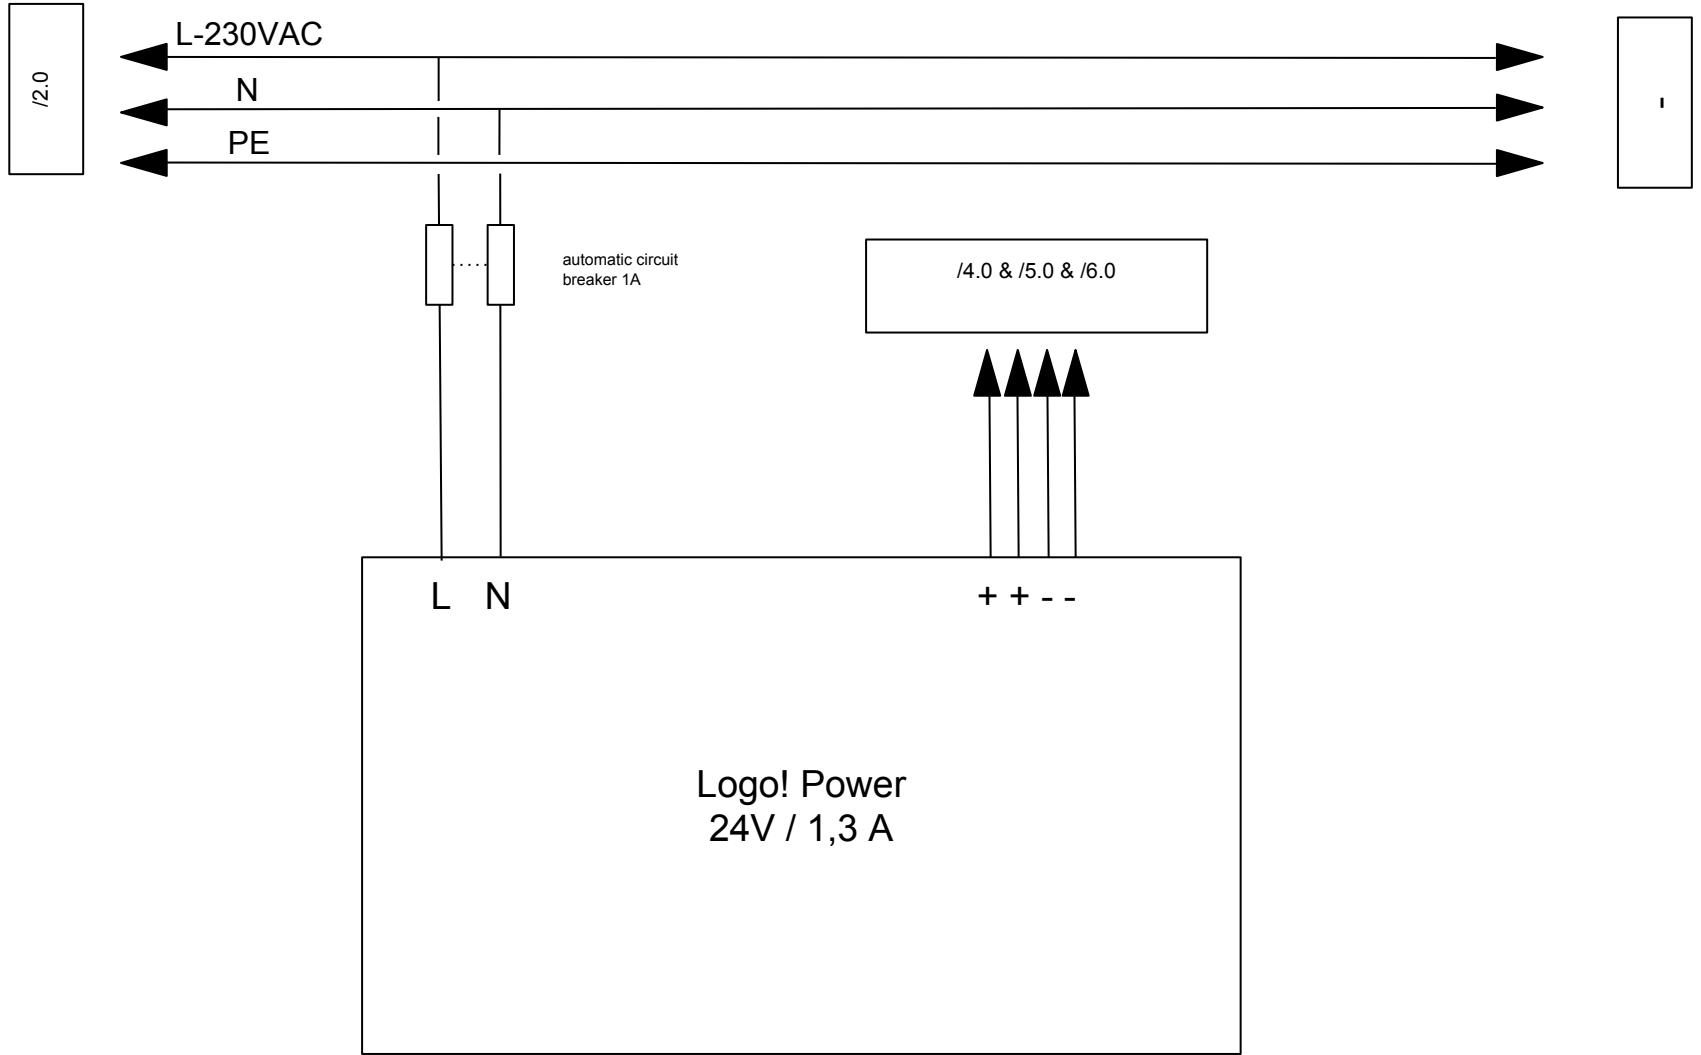 L-230VAC
/2.0
N
-
PE
automatic circuit
breaker 1A
/4.0 & /5.0 & /6.0
L N
+ + - -
Logo! Power
24V / 1,3 A